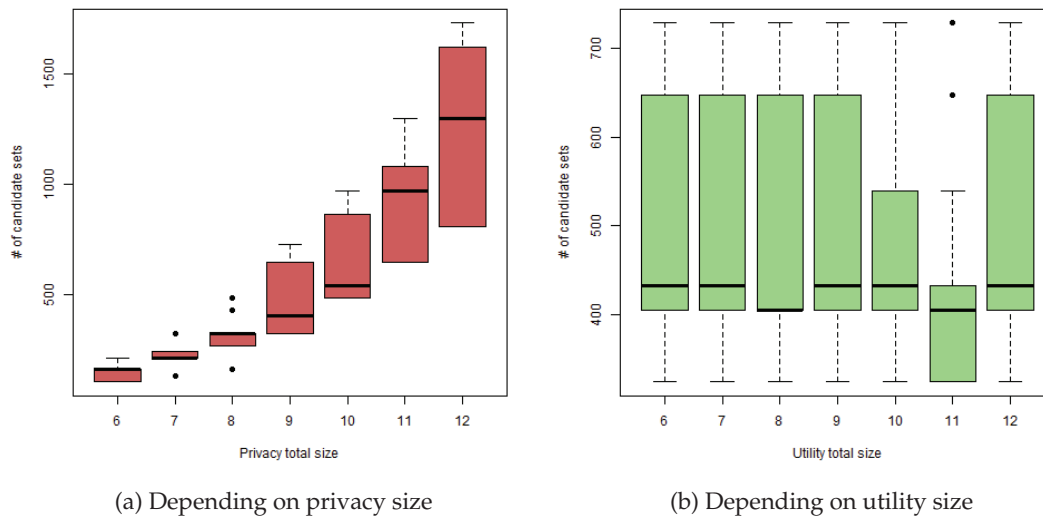 1500
1000
500
# of candidate sets
6 7 8 9 10 11 12
Privacy total size
(a) Depending on privacy size
700
600
500
400
# of candidate sets
6 7 8 9 10 11 12
Utility total size
(b) Depending on utility size